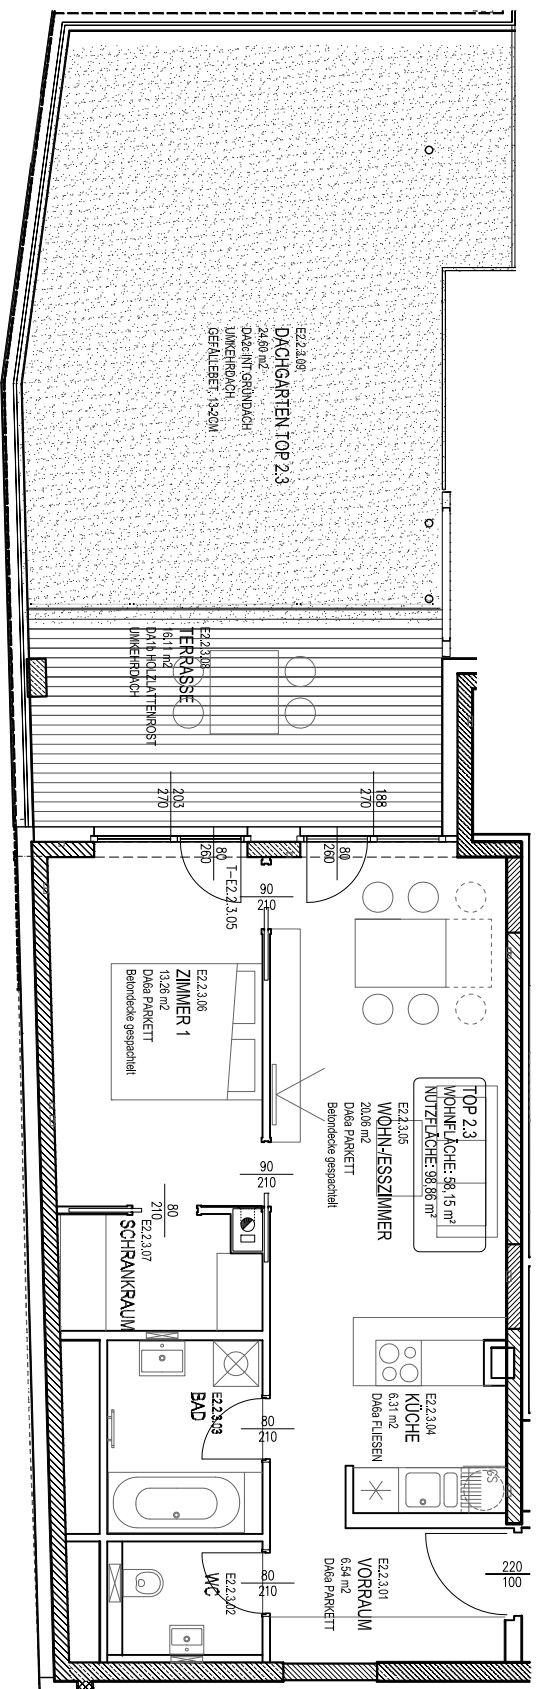 E2.2.3.09
DACHGARTEN TOP 2.3
24.60 m2
DA2c INT.GRÜNDACH
UMKEHRDACH
GEFÄLLEBET. 13-2CM
E2.2.3.08
TERRASSE
16.11 m2
DA1b HOLZLATTENROST
UMKEHRDACH
203
270
188
270
80
260
80
260
T-E2.2.3.05
90
210
E2.2.3.06
ZIMMER 1
13.26 m2
DA6a PARKETT
Betondecke gespachtelt
TOP 2.3
WOHNFLÄCHE: 58,15 m²
NUTZFLÄCHE: 98,86 m²
E2.2.3.05
WOHN-/ESSZIMMER
20.06 m2
DA6a PARKETT
Betondecke gespachtelt
90
210
80
210
E2.2.3.07
SCHRANKRAUM
E2.2.3.04
KÜCHE
6.31 m2
DA6a FLIESEN
E2.2.3.03
BAD
80
210
GS
E2.2.3.01
VORRAUM
6.54 m2
DA6a PARKETT
220
100
E2.2.3.02
WC
80
210